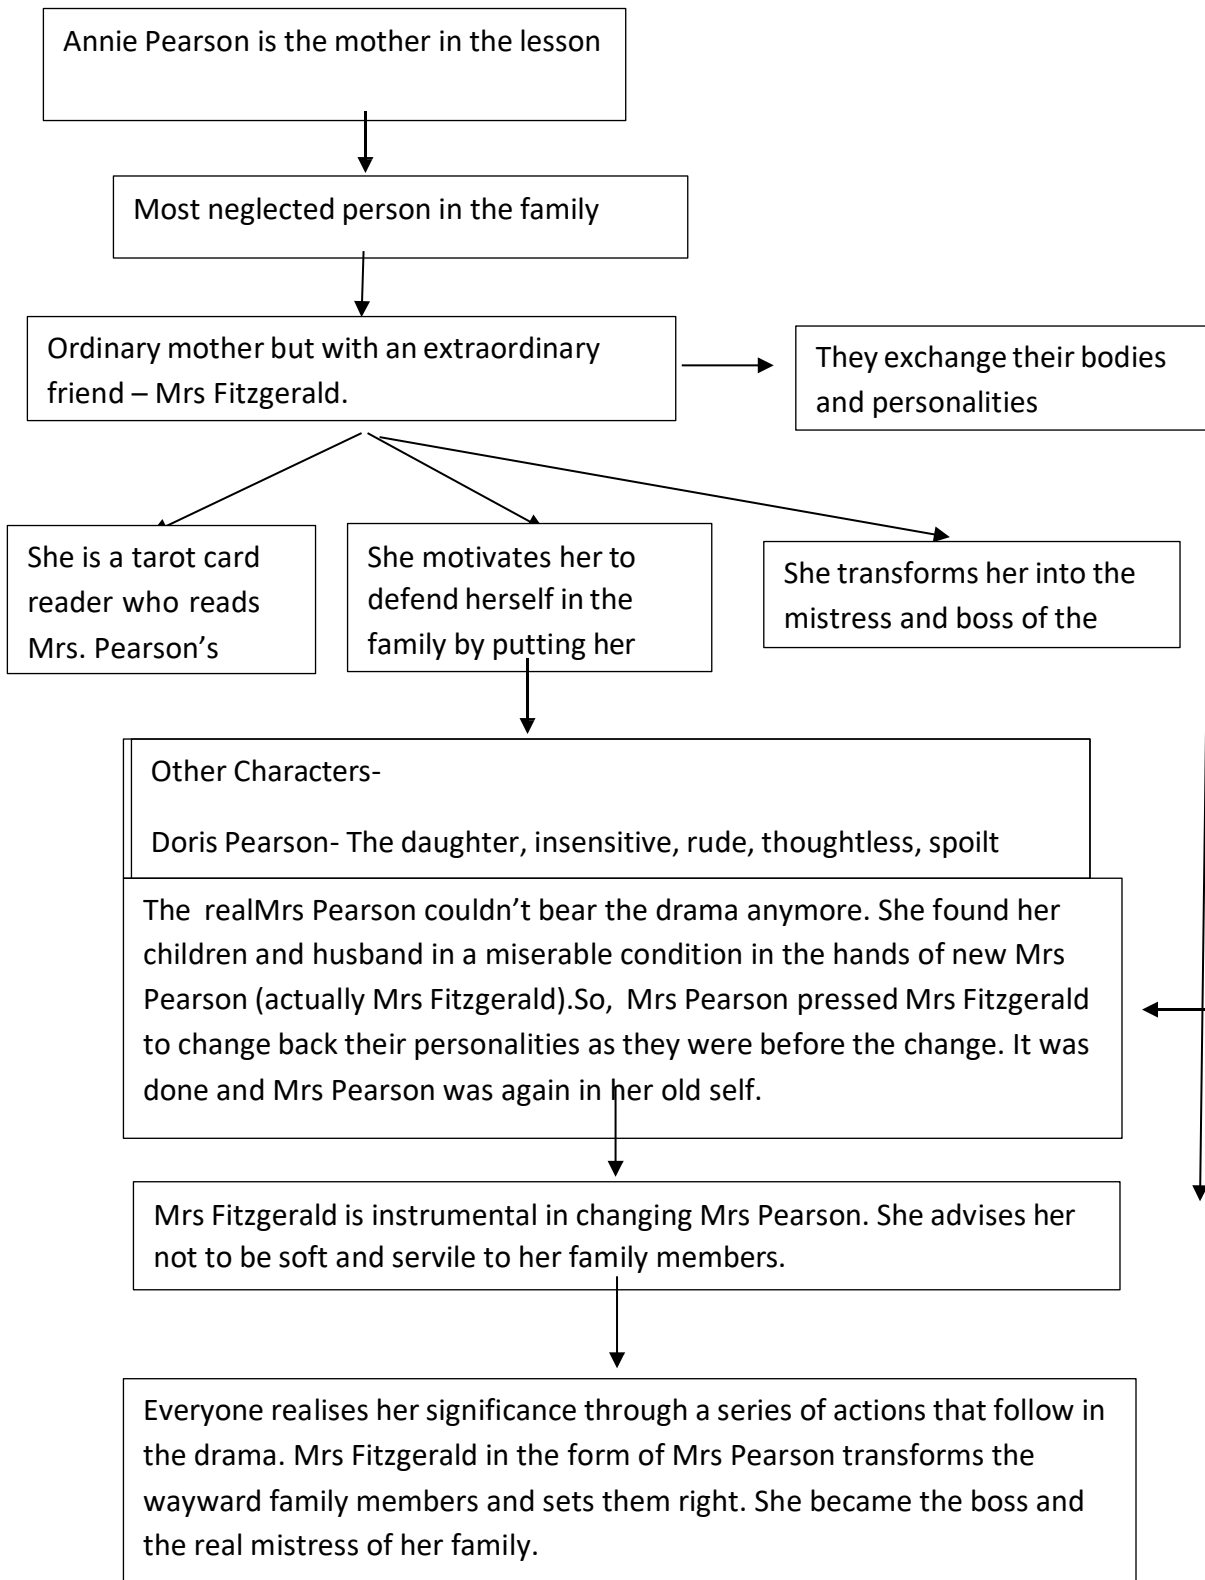 Annie Pearson is the mother in the lesson
Most neglected person in the family
Ordinary mother but with an extraordinary
friend – Mrs Fitzgerald.
They exchange their bodies
and personalities
She is a tarot card
reader who reads
Mrs. Pearson’s
She motivates her to
defend herself in the
family by putting her
She transforms her into the
mistress and boss of the
Other Characters-
Doris Pearson- The daughter, insensitive, rude, thoughtless, spoilt
The realMrs Pearson couldn’t bear the drama anymore. She found her
children and husband in a miserable condition in the hands of new Mrs
Pearson (actually Mrs Fitzgerald).So, Mrs Pearson pressed Mrs Fitzgerald
to change back their personalities as they were before the change. It was
done and Mrs Pearson was again in her old self.
Mrs Fitzgerald is instrumental in changing Mrs Pearson. She advises her
not to be soft and servile to her family members.
Everyone realises her significance through a series of actions that follow in
the drama. Mrs Fitzgerald in the form of Mrs Pearson transforms the
wayward family members and sets them right. She became the boss and
the real mistress of her family.